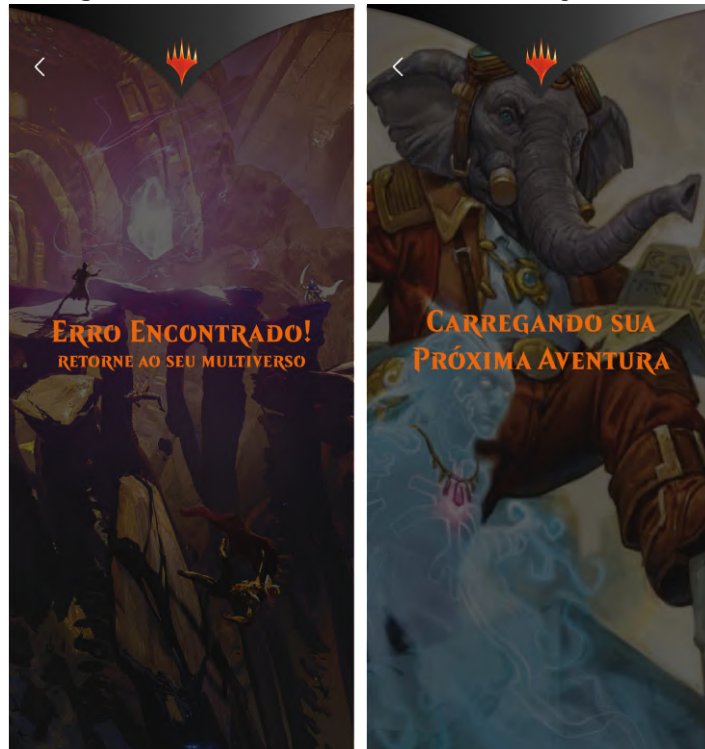 Erro Encontrado!
retorne ao seu multiverso
Carregando sua
Próxima Aventura